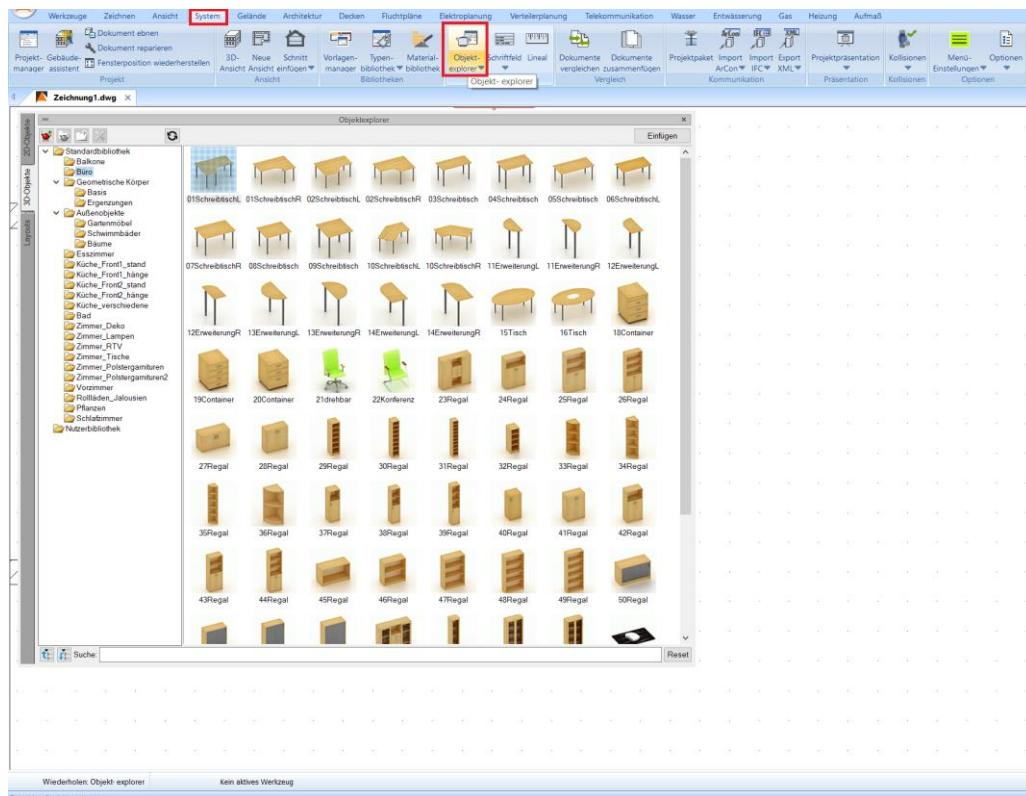 Werkzeuge Zeichnen Ansicht System Gelände Architektur Decken Fluchtpläne Elektroplanung Verteilerplanung Telekommunikation Wasser Entwässerung Gas Heizung Aufmaß
Projekt-manager
Gebäude-assistent
Dokument ebnen
Dokument reparieren
Fensterposition wiederherstellen
3D-Ansicht
Neue Ansicht
Schnitt einfügen
Vorlagen-manager
Typen-bibliothek
Material-bibliothek
Objekt-explorer
Schriftfeld
Lineal
Dokumente vergleichen
Dokumente zusammenfügen
Projektpaket
Import ArCon
Import IFC
Export XML
Projektpräsentation
Kollisionen
Menü-Einstellungen
Optionen
Projekt Ansicht Bibliotheken Vergleich Kommunikation Präsentation Kollisionen Optionen
Objekt- explorer
4
Zeichnung1.dwg ×
Objektexplorer
Einfügen
2D-Objekte
3D-Objekte
Layouts
Standardbibliothek
Balkone
Büro
Geometrische Körper
Basis
Ergenzungen
Außenobjekte
Gartenmöbel
Schwimmbäder
Bäume
Esszimmer
Küche_Front1_stand
Küche_Front1_hänge
Küche_Front2_stand
Küche_Front2_hänge
Küche_verschiedene
Bad
Zimmer_Deko
Zimmer_Lampen
Zimmer_RTV
Zimmer_Tische
Zimmer_Polstergarnituren
Zimmer_Polstergarnituren2
Vorzimmer
Rollläden_Jalousien
Pflanzen
Schlafzimmer
Nutzerbibliothek
01SchreibtischL 01SchreibtischR 02SchreibtischL 02SchreibtischR 03Schreibtisch 04Schreibtisch 05Schreibtisch 06SchreibtischL
07SchreibtischR 08Schreibtisch 09Schreibtisch 10SchreibtischL 10SchreibtischR 11ErweiterungL 11ErweiterungR 12ErweiterungL
12ErweiterungR 13ErweiterungL 13ErweiterungR 14ErweiterungL 14ErweiterungR 15Tisch 16Tisch 18Container
19Container 20Container 21drehbar 22Konferenz 23Regal 24Regal 25Regal 26Regal
27Regal 28Regal 29Regal 30Regal 31Regal 32Regal 33Regal 34Regal
35Regal 36Regal 37Regal 38Regal 39Regal 40Regal 41Regal 42Regal
43Regal 44Regal 45Regal 46Regal 47Regal 48Regal 49Regal 50Regal
Suche:
Reset
Wiederholen: Objekt- explorer
Kein aktives Werkzeug